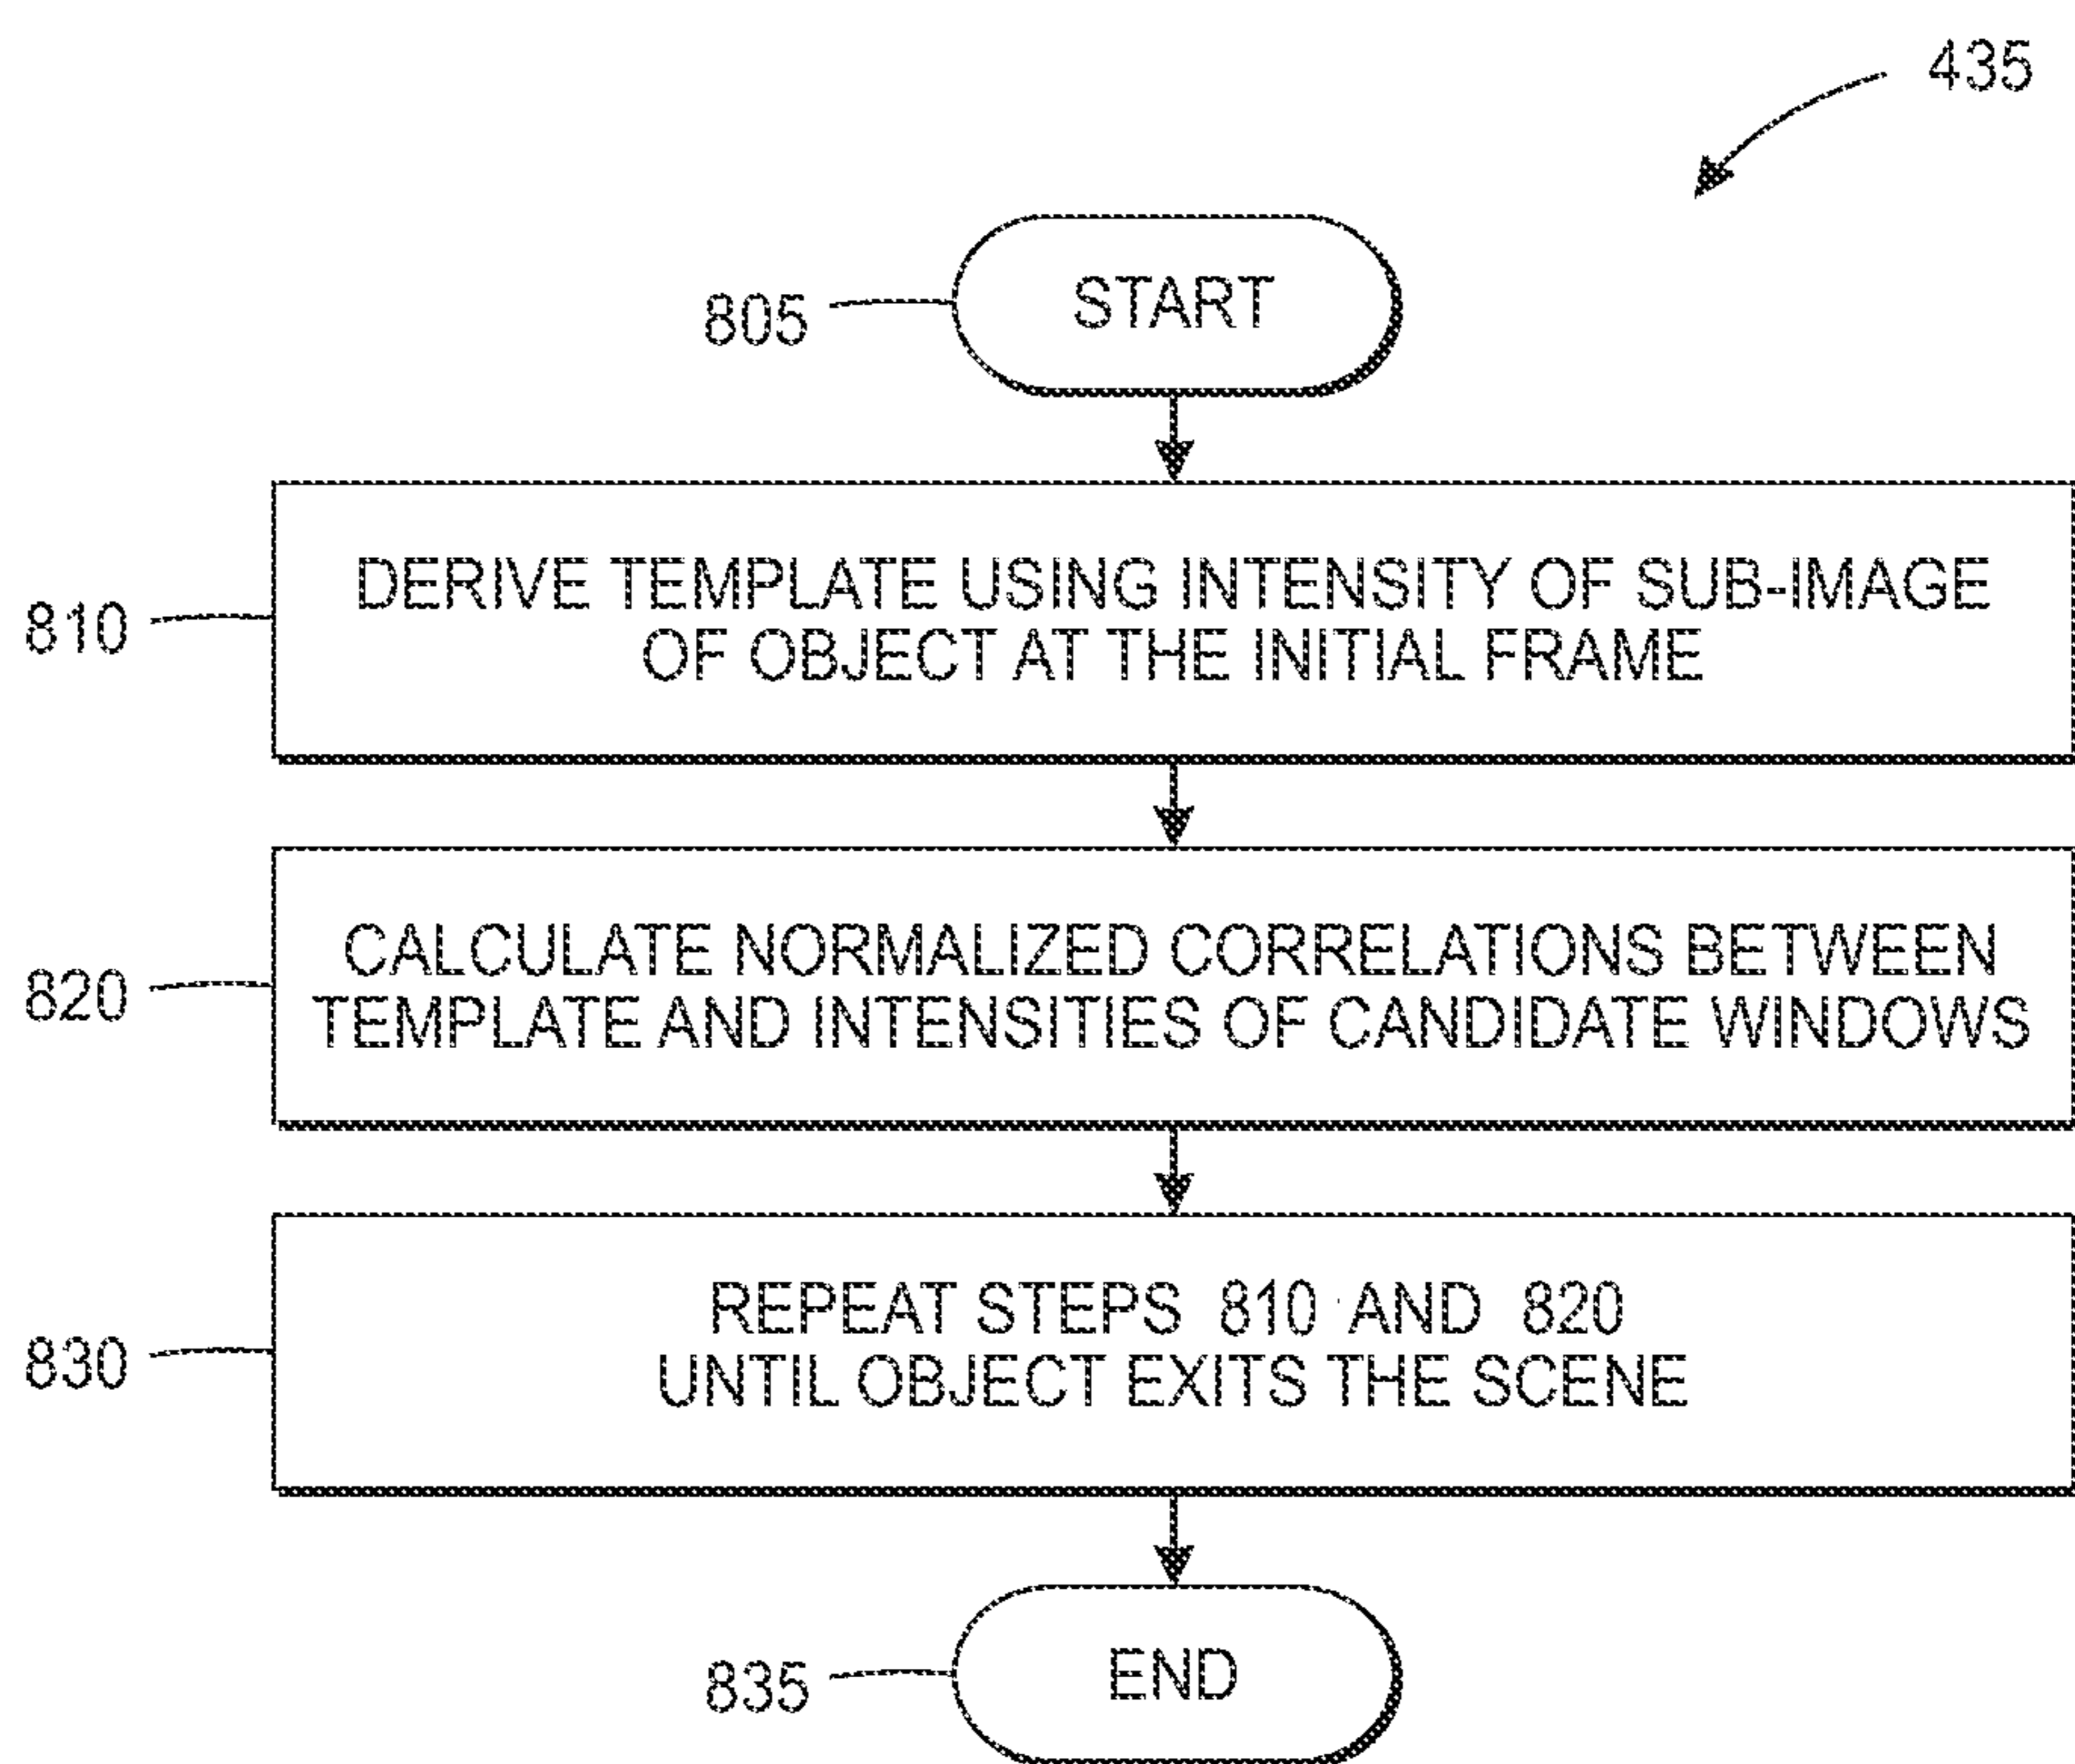 435
START
805
DERIVE TEMPLATE USING INTENSITY OF SUB-IMAGE
OF OBJECT AT THE INITIAL FRAME
810
CALCULATE NORMALIZED CORRELATIONS BETWEEN
TEMPLATE AND INTENSITIES OF CANDIDATE WINDOWS
820
REPEAT STEPS 810 AND 820
UNTIL OBJECT EXITS THE SCENE
830
END
835